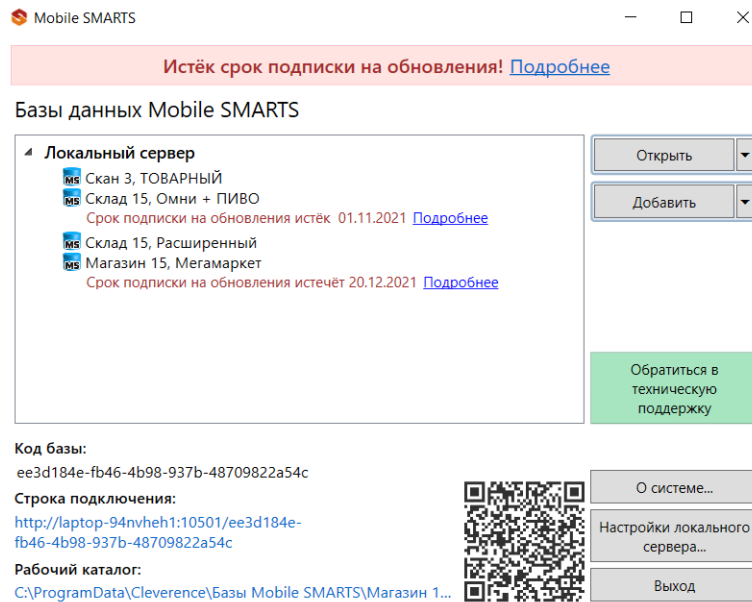 Mobile SMARTS
Истёк срок подписки на обновления! Подробнее
Базы данных Mobile SMARTS
Локальный сервер
Скан 3, ТОВАРНЫЙ
Склад 15, Омни + ПИВО
Срок подписки на обновления истёк 01.11.2021 Подробнее
Склад 15, Расширенный
Магазин 15, Мегамаркет
Срок подписки на обновления истечёт 20.12.2021 Подробнее
Открыть
Добавить
Обратиться в
техническую
поддержку
Код базы:
ee3d184e-fb46-4b98-937b-48709822a54c
Строка подключения:
http://laptop-94nvheh1:10501/ee3d184e-
fb46-4b98-937b-48709822a54c
Рабочий каталог:
C:\ProgramData\Cleverence\Базы Mobile SMARTS\Магазин 1...
О системе...
Настройки локального
сервера...
Выход